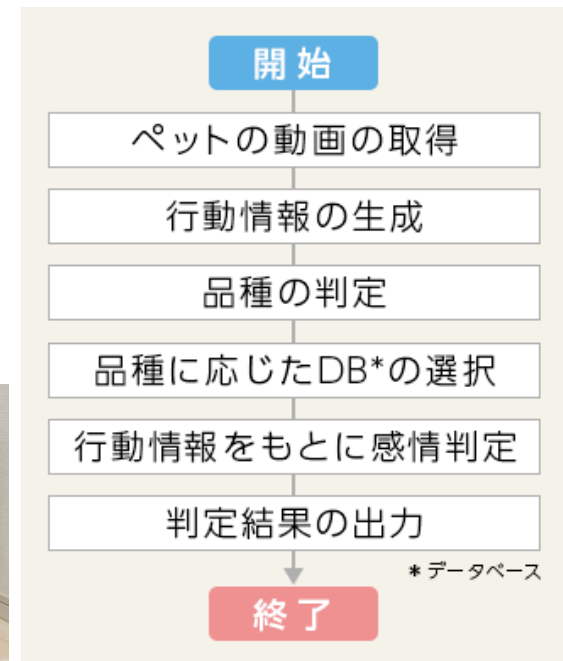 開始
ペットの動画の取得
行動情報の生成
品種の判定
品種に応じたDB*の選択
行動情報をもとに感情判定
判定結果の出力
*データベース
終了